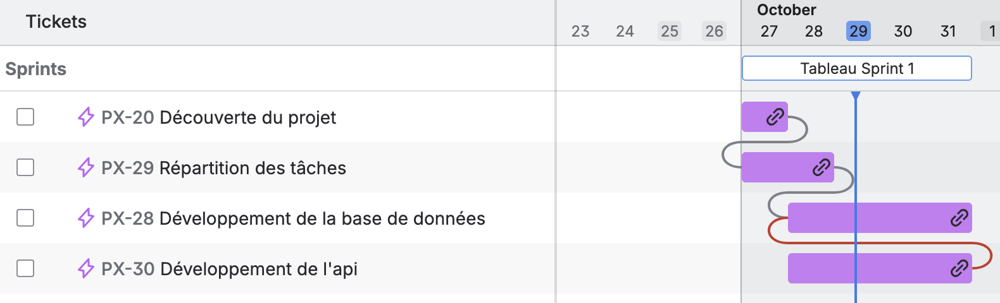 Tickets
October
23 24 25 26 27 28 29 30 31 1
Sprints
Tableau Sprint 1
PX-20 Découverte du projet
PX-29 Répartition des tâches
PX-28 Développement de la base de données
PX-30 Développement de l'api